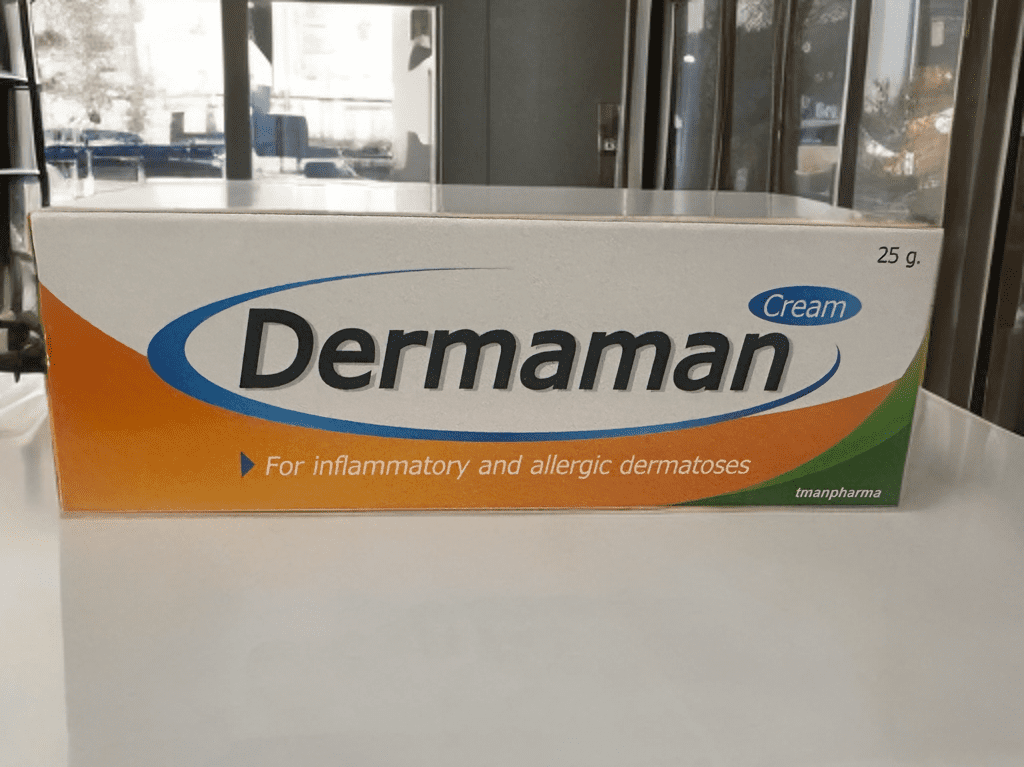 25 g.
Cream
Dermaman
For inflammatory and allergic dermatoses
tmanpharma